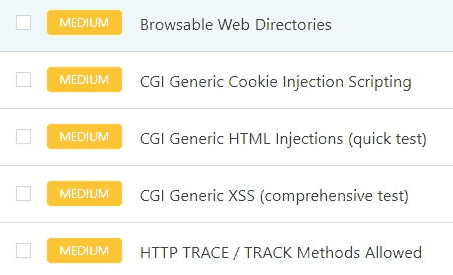 MEDIUM Browsable Web Directories
MEDIUM CGI Generic Cookie Injection Scripting
MEDIUM CGI Generic HTML Injections (quick test)
MEDIUM CGI Generic XSS (comprehensive test)
MEDIUM HTTP TRACE / TRACK Methods Allowed